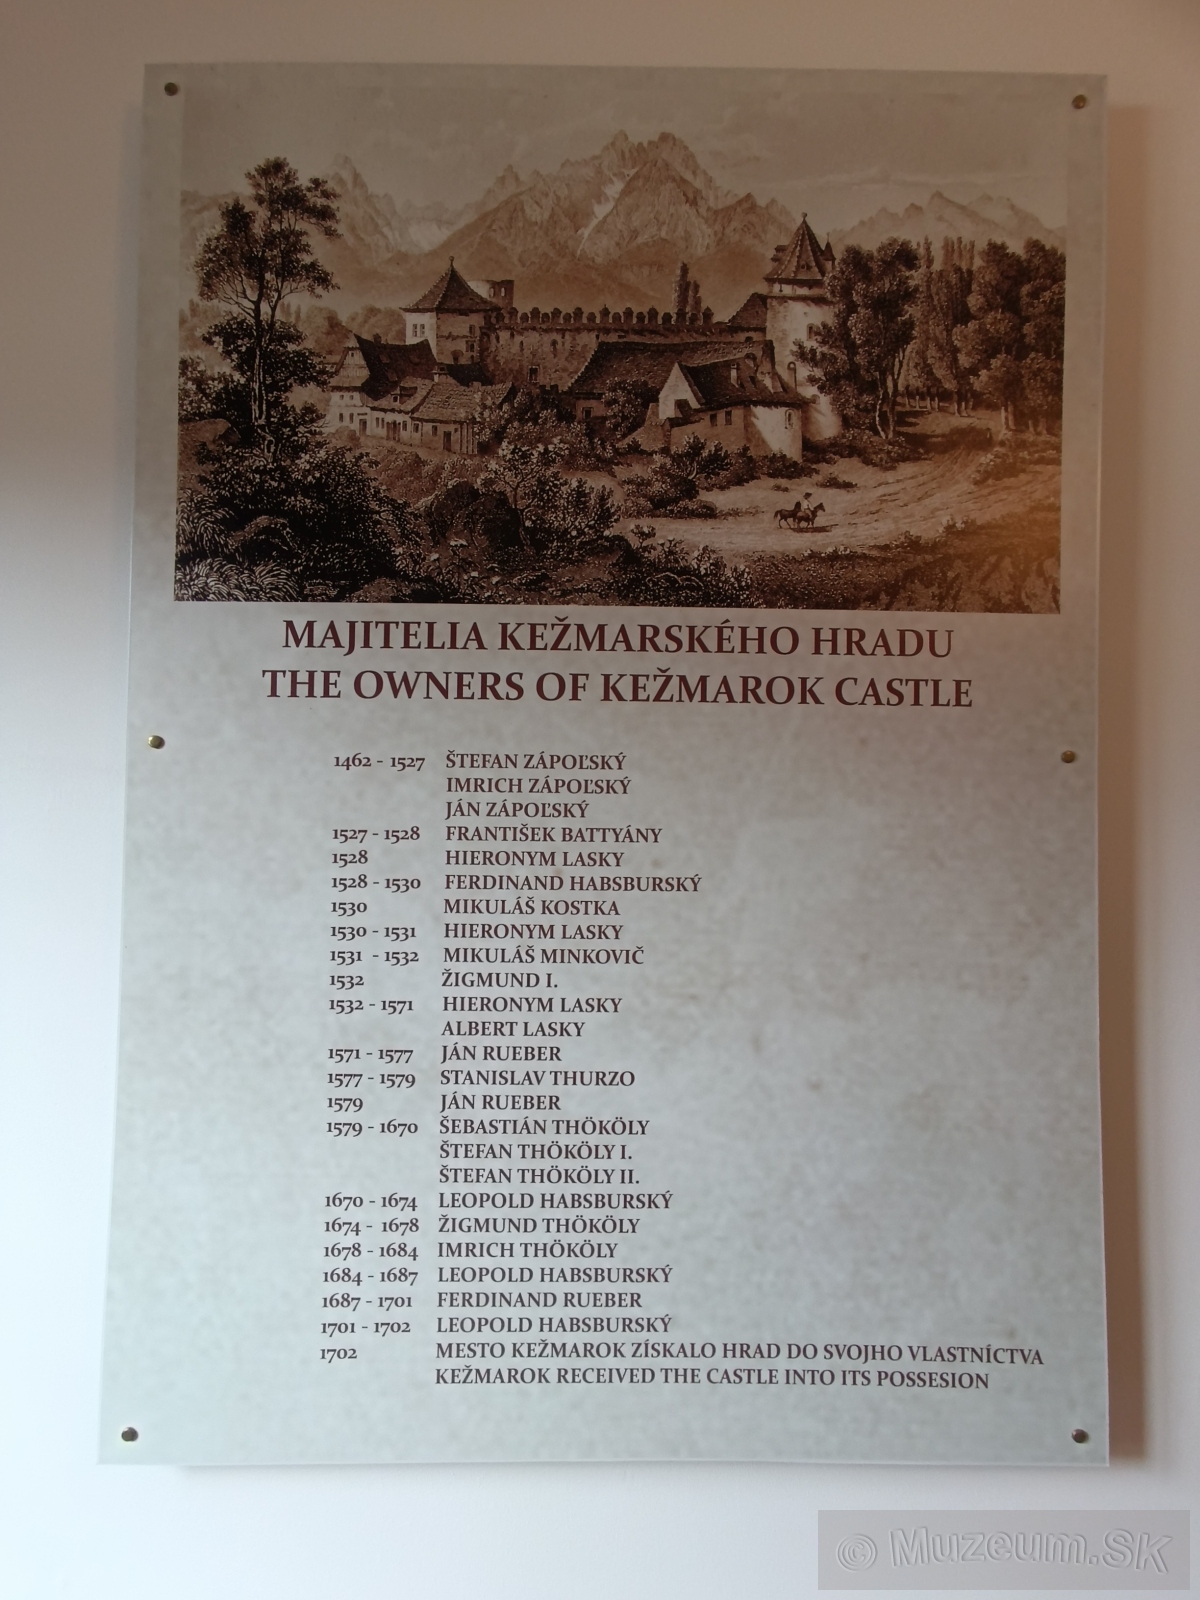 MAJITELIA KEŽMARSKÉHO HRADU
THE OWNERS OF KEŽMAROK CASTLE
1462 - 1527 ŠTEFAN ZÁPOĽSKÝ
IMRICH ZÁPOĽSKÝ
JÁN ZÁPOĽSKÝ
1527 - 1528 FRANTIŠEK BATTYÁNY
1528 HIERONYM LASKY
1528 - 1530 FERDINAND HABSBURSKÝ
1530 MIKULÁŠ KOSTKA
1530 - 1531 HIERONYM LASKY
1531 - 1532 MIKULÁŠ MINKOVIČ
1532 ŽIGMUND I.
1532 - 1571 HIERONYM LASKY
ALBERT LASKY
1571 - 1577 JÁN RUEBER
1577 - 1579 STANISLAV THURZO
1579 JÁN RUEBER
1579 - 1670 ŠEBASTIÁN THÖKÖLY
ŠTEFAN THÖKÖLY I.
ŠTEFAN THÖKÖLY II.
1670 - 1674 LEOPOLD HABSBURSKÝ
1674 - 1678 ŽIGMUND THÖKÖLY
1678 - 1684 IMRICH THÖKÖLY
1684 - 1687 LEOPOLD HABSBURSKÝ
1687 - 1701 FERDINAND RUEBER
1701 - 1702 LEOPOLD HABSBURSKÝ
1702 MESTO KEŽMAROK ZÍSKALO HRAD DO SVOJHO VLASTNÍCTVA
KEŽMAROK RECEIVED THE CASTLE INTO ITS POSSESION
© Muzeum.SK